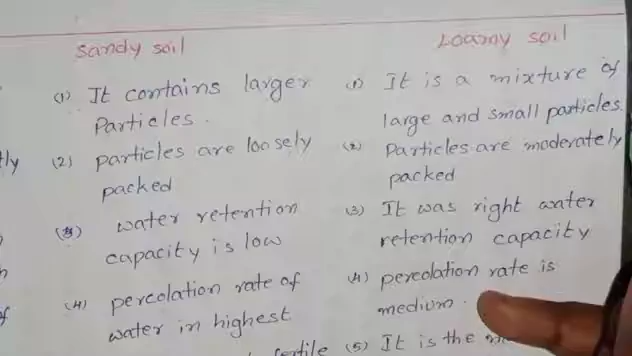 Sandy soil
(1) It contains larger
Particles.
(2) particles are loosely
packed
(3) water retention
capacity is low
(4) percolation rate of
water in highest
fertile
Loamy soil
(1) It is a mixture of
large and small particles
(2) Particles are moderately
packed
(3) It was right water
retention capacity
(4) percolation rate is
medium.
(5) It is the